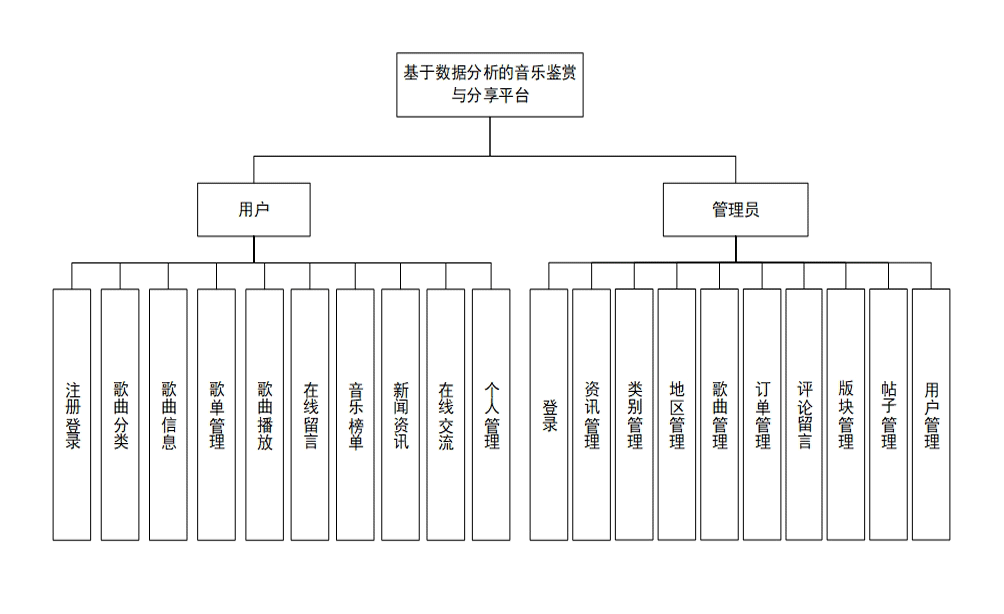 基于数据分析的音乐鉴赏
与分享平台
用户
管理员
注册登录
歌曲分类
歌曲信息
歌单管理
歌曲播放
在线留言
音乐榜单
新闻资讯
在线交流
个人管理
登录
资讯管理
类别管理
地区管理
歌曲管理
订单管理
评论留言
版块管理
帖子管理
用户管理